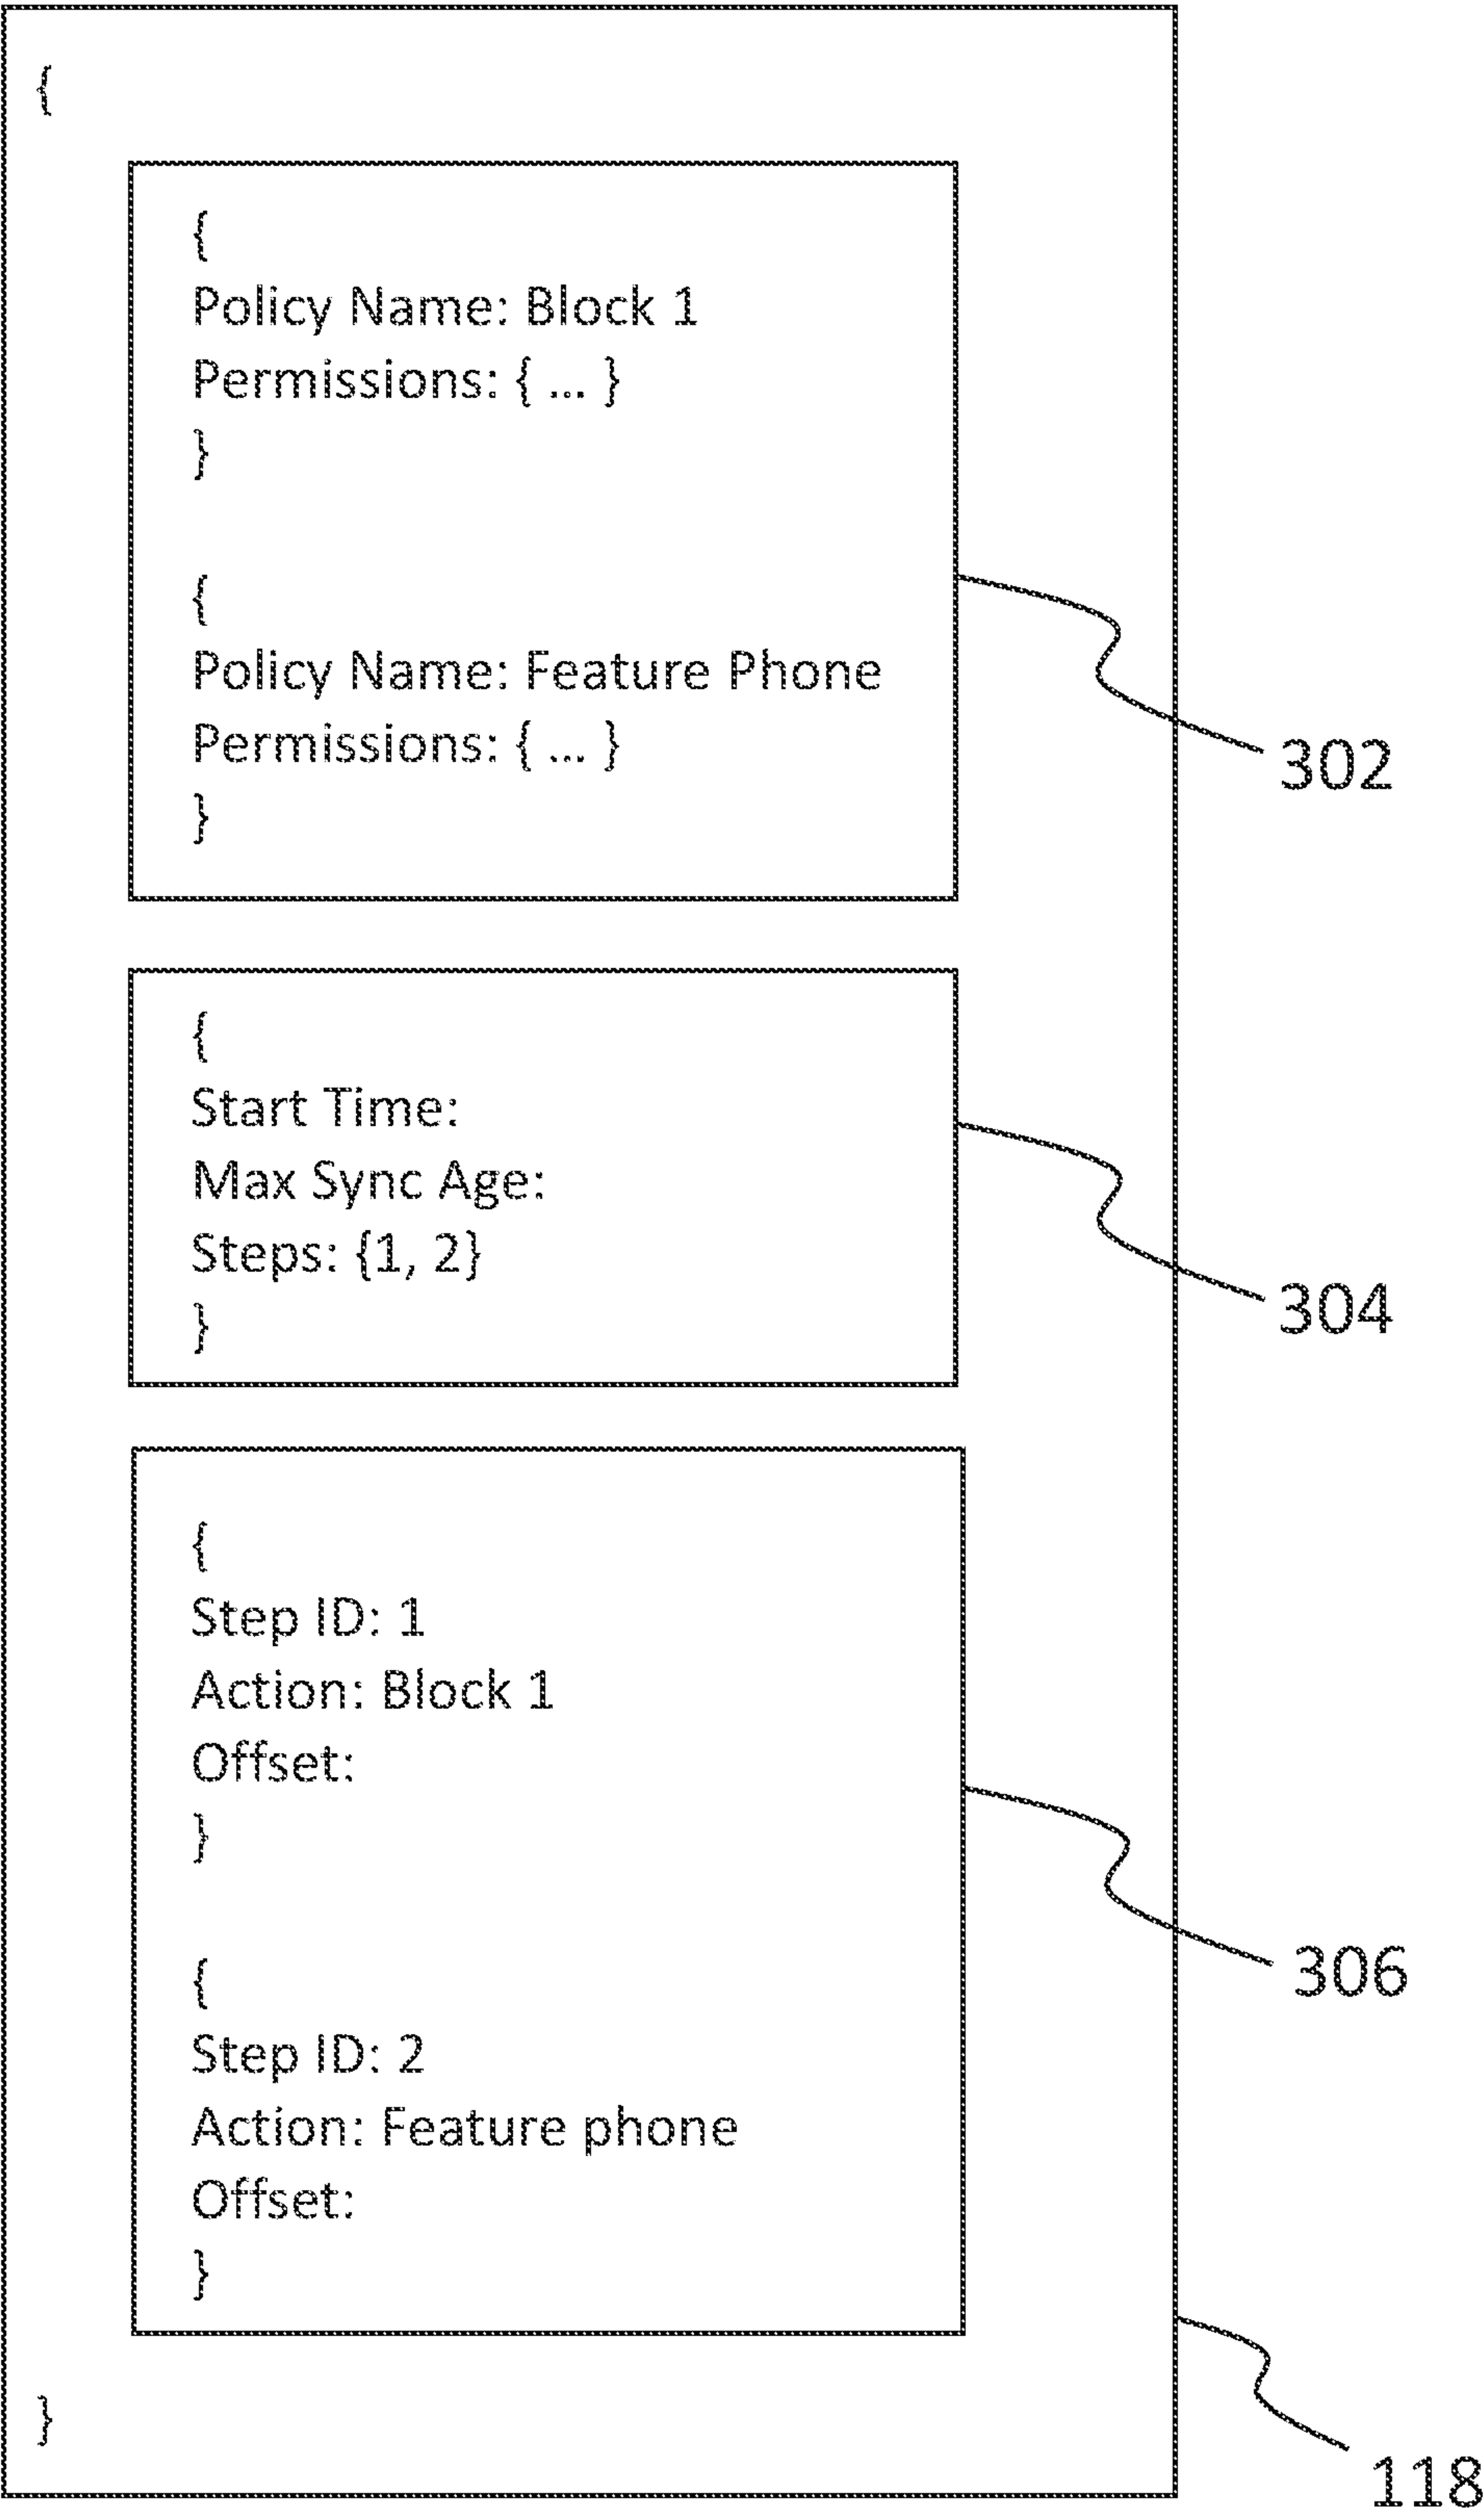 {
{
Policy Name: Block 1
Permissions: { ... }
}
{
Policy Name: Feature Phone
Permissions: { ... }
}
302
{
Start Time:
Max Sync Age:
Steps: {1, 2}
}
304
{
Step ID: 1
Action: Block 1
Offset:
}
{
Step ID: 2
Action: Feature phone
Offset:
}
306
}
118